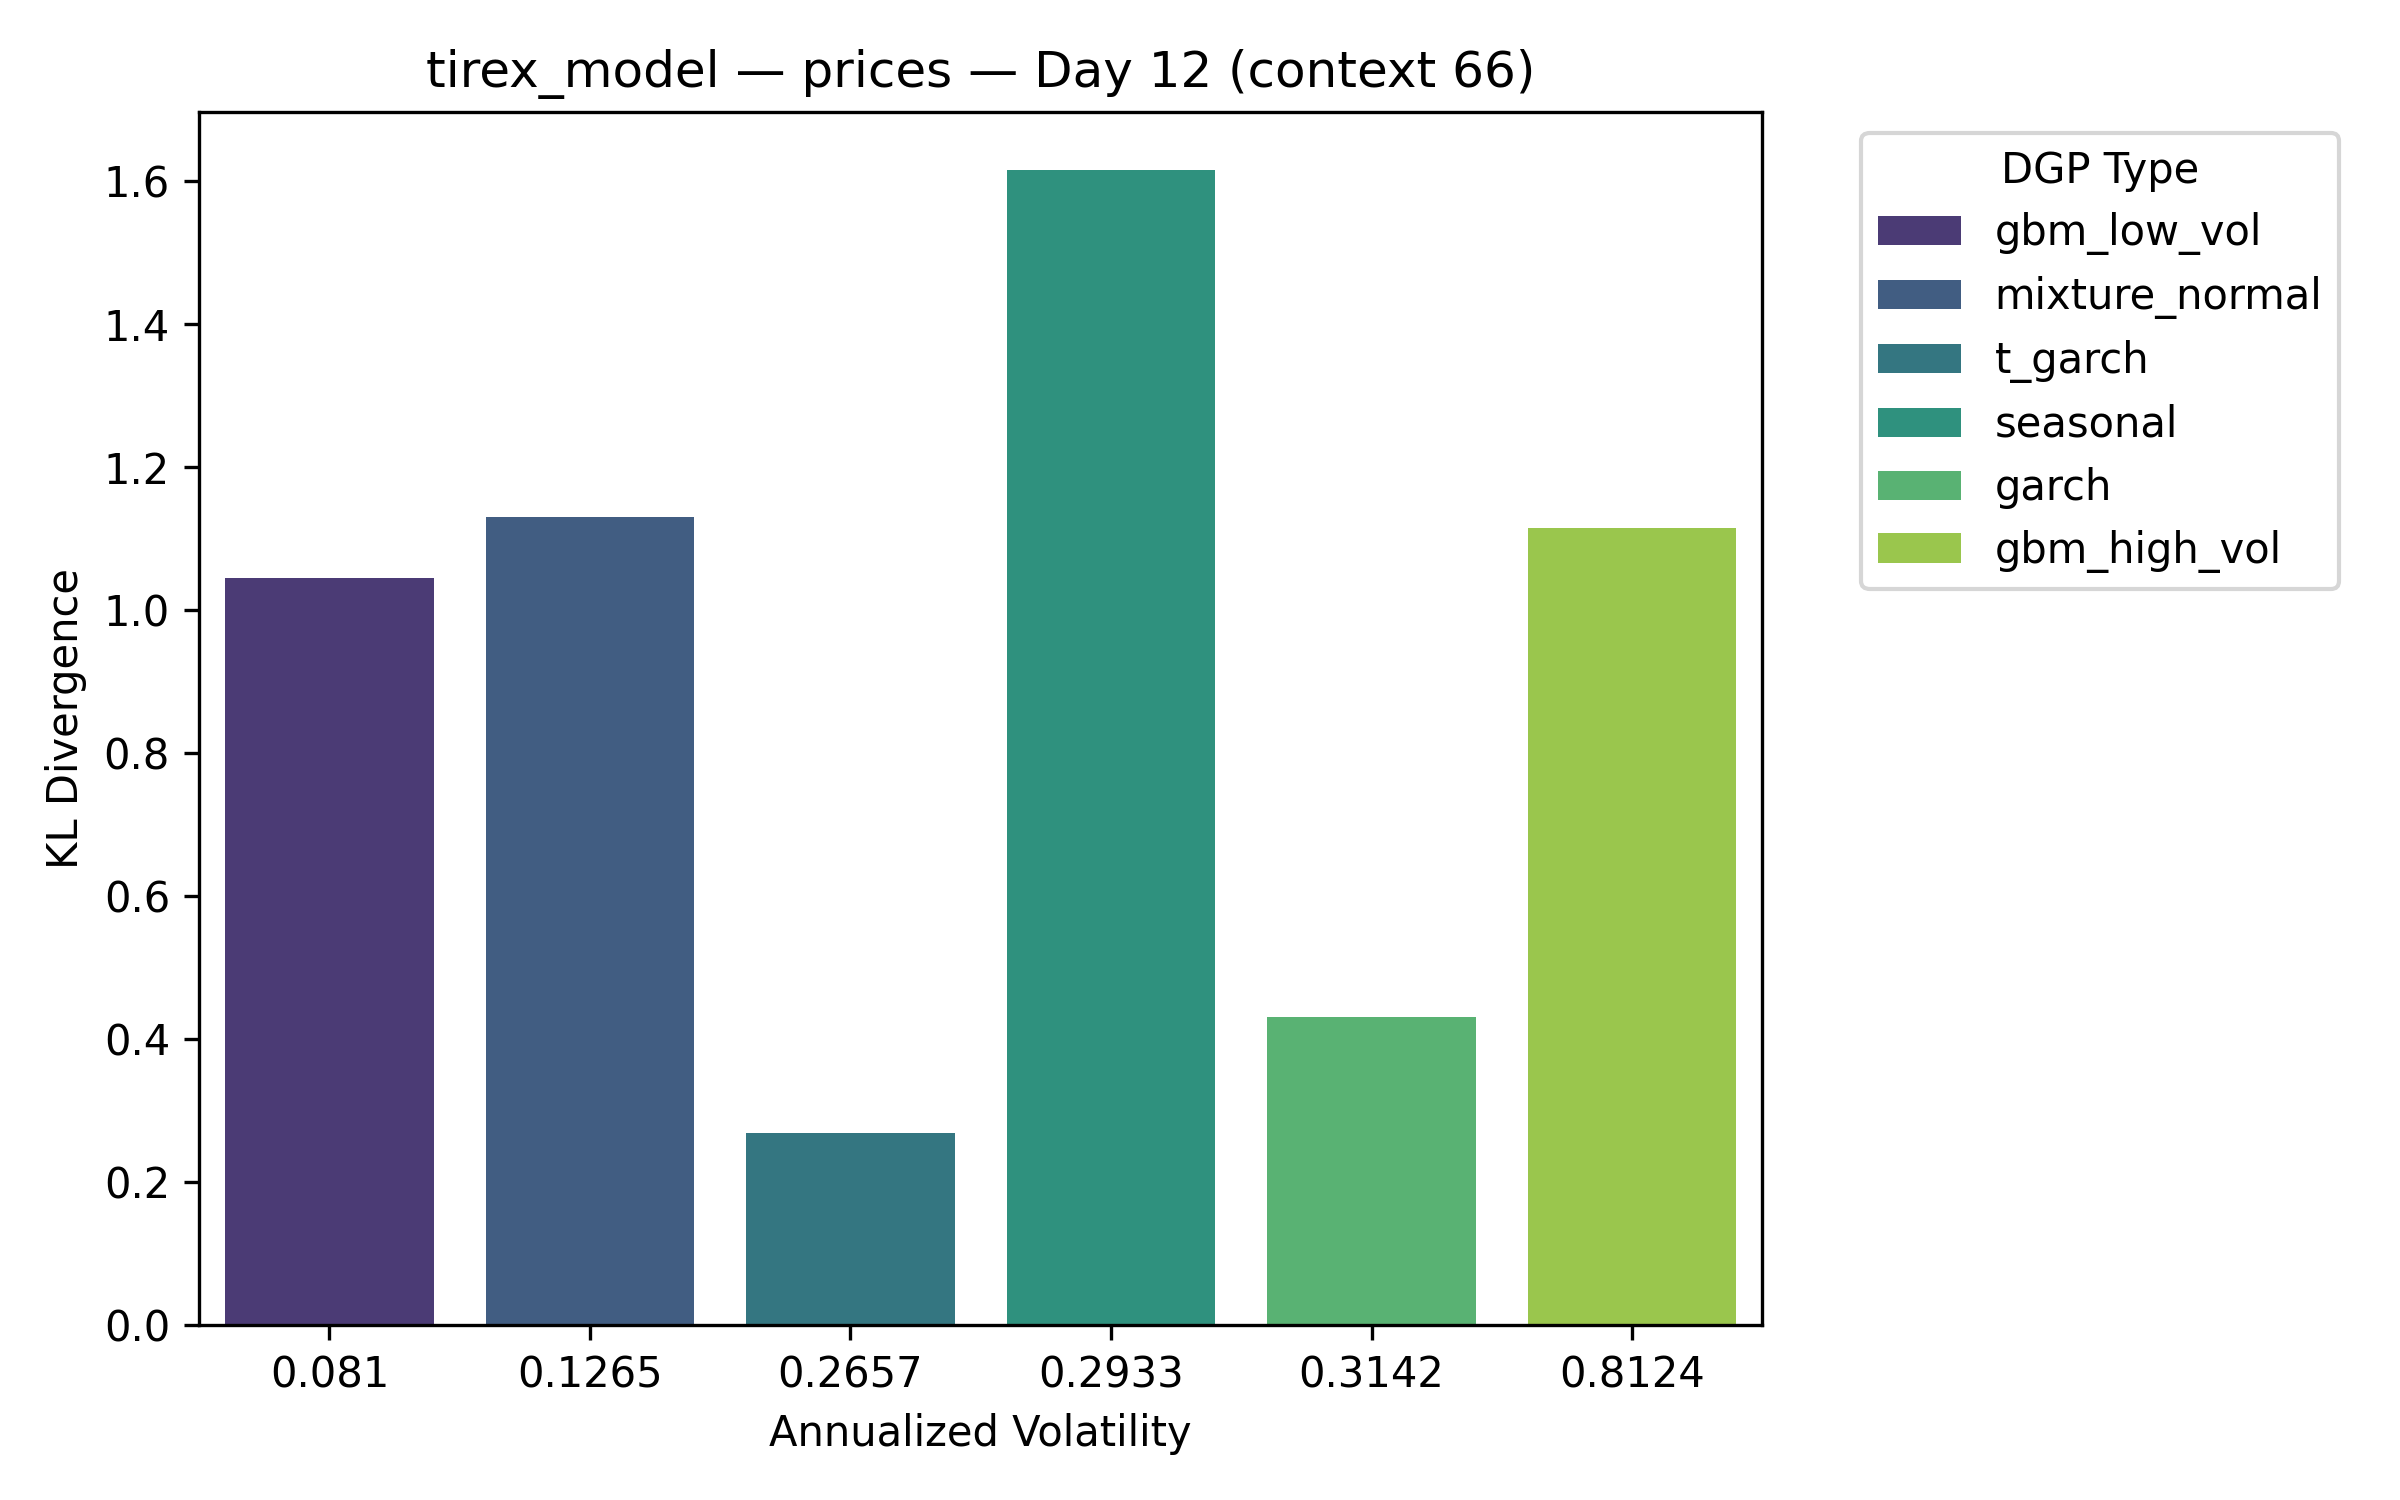 tirex_model — prices — Day 12 (context 66)
KL Divergence
1.6
1.4
1.2
1.0
0.8
0.6
0.4
0.2
0.0
0.081 0.1265 0.2657 0.2933 0.3142 0.8124
Annualized Volatility
DGP Type
gbm_low_vol
mixture_normal
t_garch
seasonal
garch
gbm_high_vol